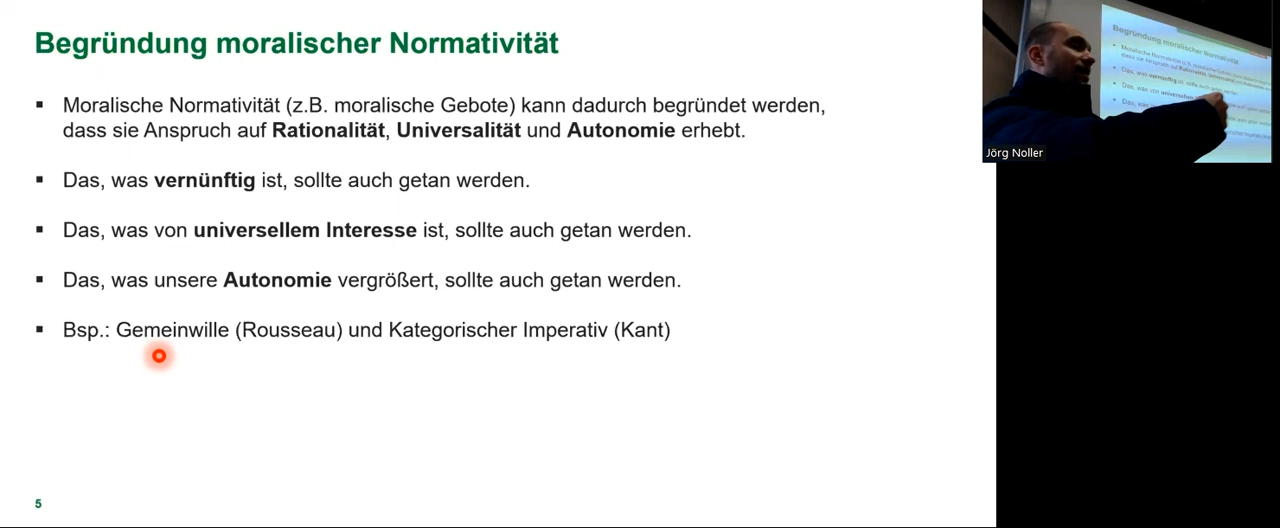 Begründung moralischer Normativität
▪ Moralische Normativität (z.B. moralische Gebote) kann dadurch begründet werden,
dass sie Anspruch auf Rationalität, Universalität und Autonomie erhebt.
▪ Das, was vernünftig ist, sollte auch getan werden.
▪ Das, was von universellem Interesse ist, sollte auch getan werden.
▪ Das, was unsere Autonomie vergrößert, sollte auch getan werden.
▪ Bsp.: Gemeinwille (Rousseau) und Kategorischer Imperativ (Kant)
5
Begründung moralischer Normativität
Jörg Noller